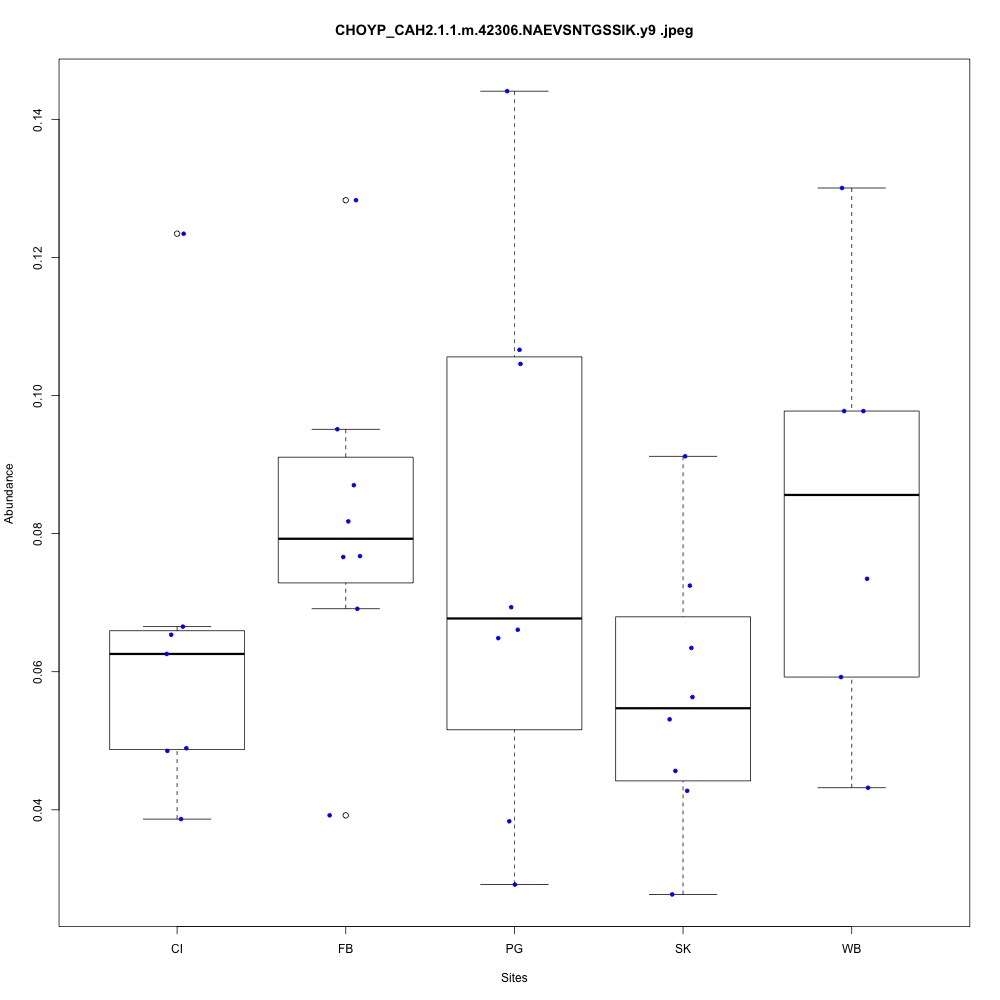 CHOYP_CAH2.1.1.m.42306.NAEVSNTGSSIK.y9 .jpeg
0.14
0.12
0.10
0.08
0.06
0.04
Abundance
CI FB PG SK WB
Sites